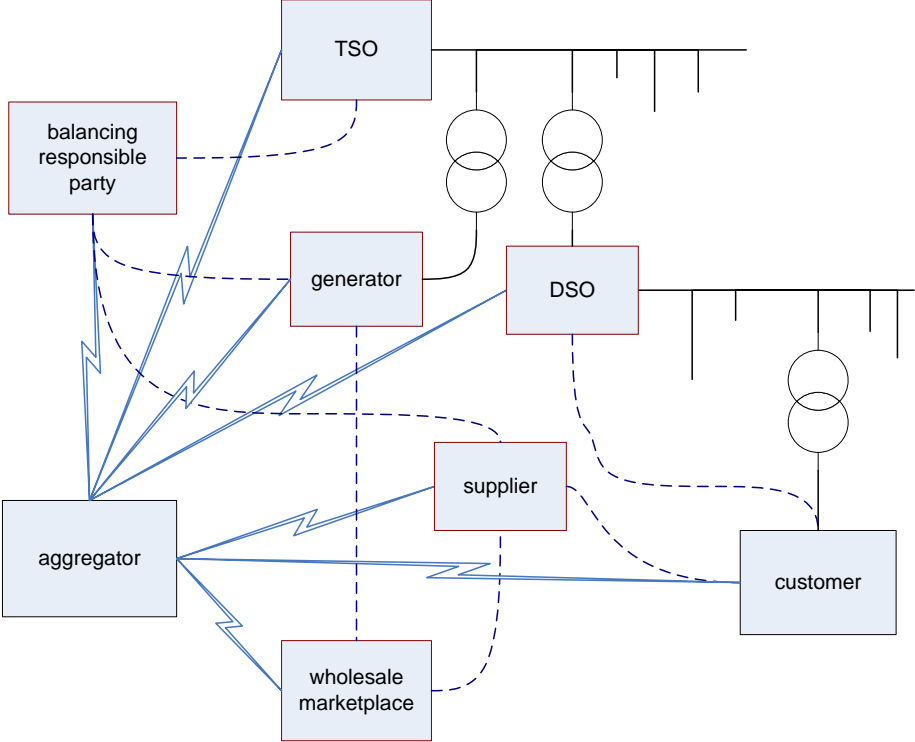 TSO
balancing
responsible
party
generator
DSO
supplier
aggregator
customer
wholesale
marketplace